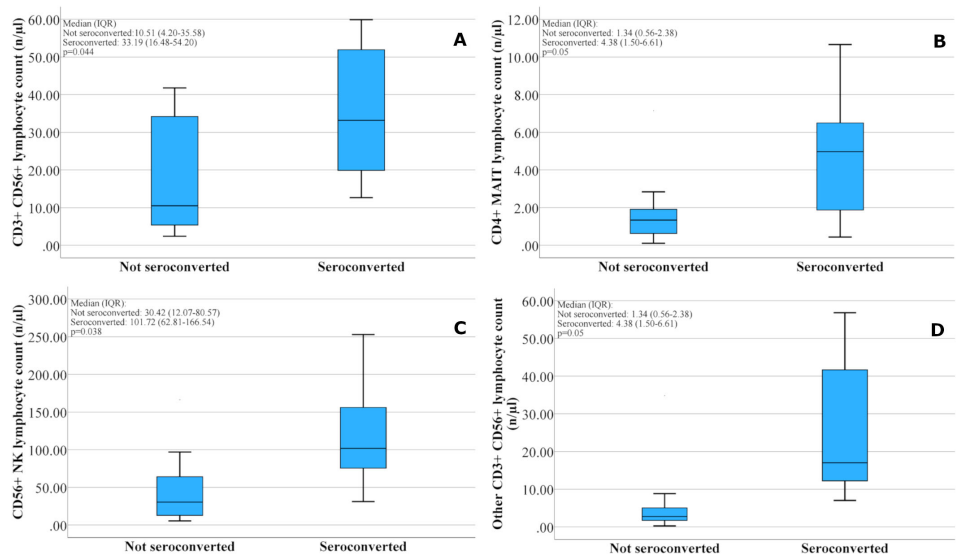 CD3+ CD56+ lymphocyte count (n/µl)
60.00
50.00
40.00
30.00
20.00
10.00
.00
Median (IQR)
Not seroconverted:10.51 (4.20-35.58)
Seroconverted: 33.19 (16.48-54.20)
p=0.044
A
Not seroconverted
Seroconverted
CD4+ MAIT lymphocyte count (n/µl)
12.00
10.00
8.00
6.00
4.00
2.00
.00
Median (IQR):
Not seroconverted: 1.34 (0.56-2.38)
Seroconverted: 4.38 (1.50-6.61)
p=0.05
B
Not seroconverted
Seroconverted
CD56+ NK lymphocyte count (n/µl)
300.00
250.00
200.00
150.00
100.00
50.00
.00
Median (IQR):
Not seroconverted: 30.42 (12.07-80.57)
Seroconverted: 101.72 (62.81-166.54)
p=0.038
C
Not seroconverted
Seroconverted
Other CD3+ CD56+ lymphocyte count
(n/µl)
60.00
50.00
40.00
30.00
20.00
10.00
.00
Median (IQR):
Not seroconverted: 1.34 (0.56-2.38)
Seroconverted: 4.38 (1.50-6.61)
p=0.05
D
Not seroconverted
Seroconverted